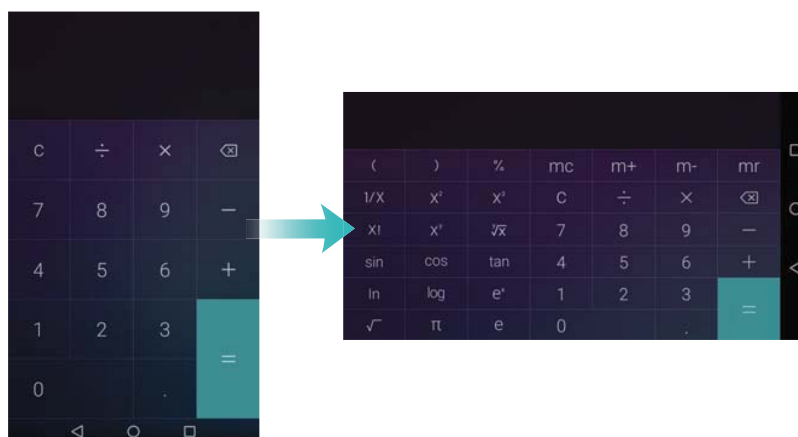 C ÷ ×
7 8 9 −
4 5 6 +
1 2 3
=
0 .
( ) % mc m+ m- mr
1/X X² X³ C ÷ ×
X! Xʸ ʸ√x 7 8 9 −
sin cos tan 4 5 6 +
ln log eˣ 1 2 3
=
√ π e 0 .